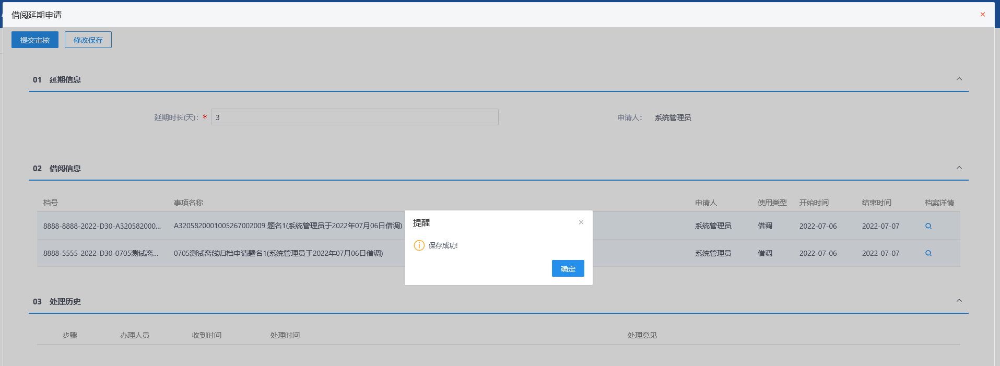 借阅延期申请
提交审核 修改保存
01 延期信息
延期时长(天): * 3 申请人: 系统管理员
02 借阅信息
档号 事项名称 申请人 使用类型 开始时间 结束时间 档案详情
8888-8888-2022-D30-A320582000... A3205820001005267002009 题名1(系统管理员于2022年07月06日借调) 系统管理员 借调 2022-07-06 2022-07-07
8888-5555-2022-D30-0705测试离... 0705测试离线归档申请题名1(系统管理员于2022年07月06日借调) 系统管理员 借调 2022-07-06 2022-07-07
提醒
保存成功!
确定
03 处理历史
步骤 办理人员 收到时间 处理时间 处理意见